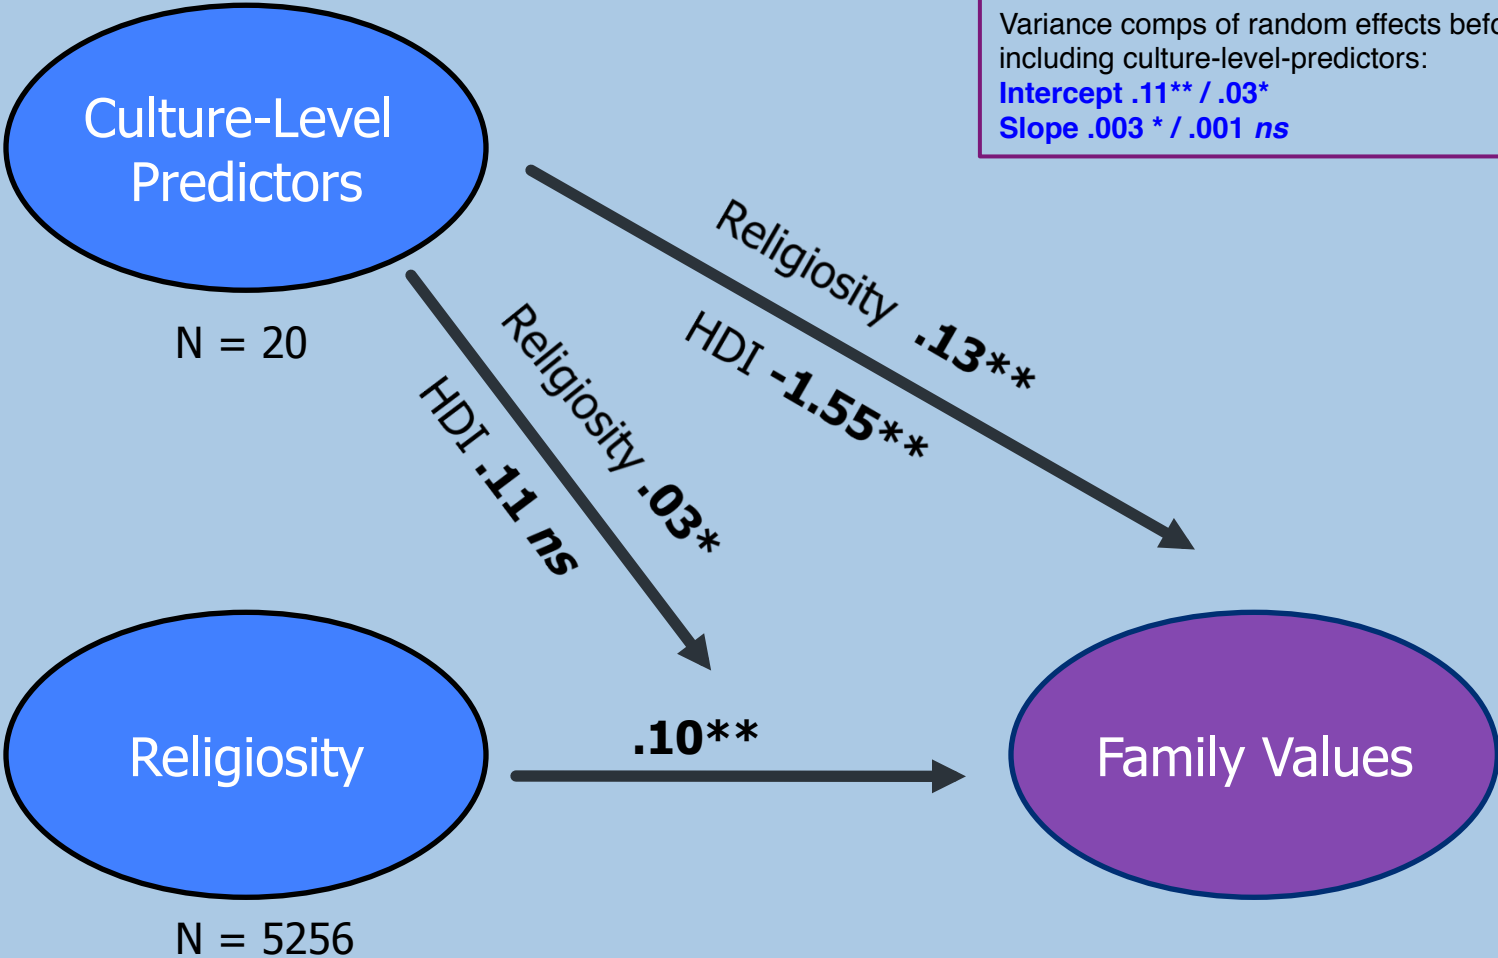 Variance comps of random effects befo
including culture-level-predictors:
Intercept .11** / .03*
Slope .003 * / .001 ns
Culture-Level
Predictors
N = 20
Religiosity .13**
HDI -1.55**
Religiosity .03*
HDI .11 ns
.10**
Religiosity
Family Values
N = 5256